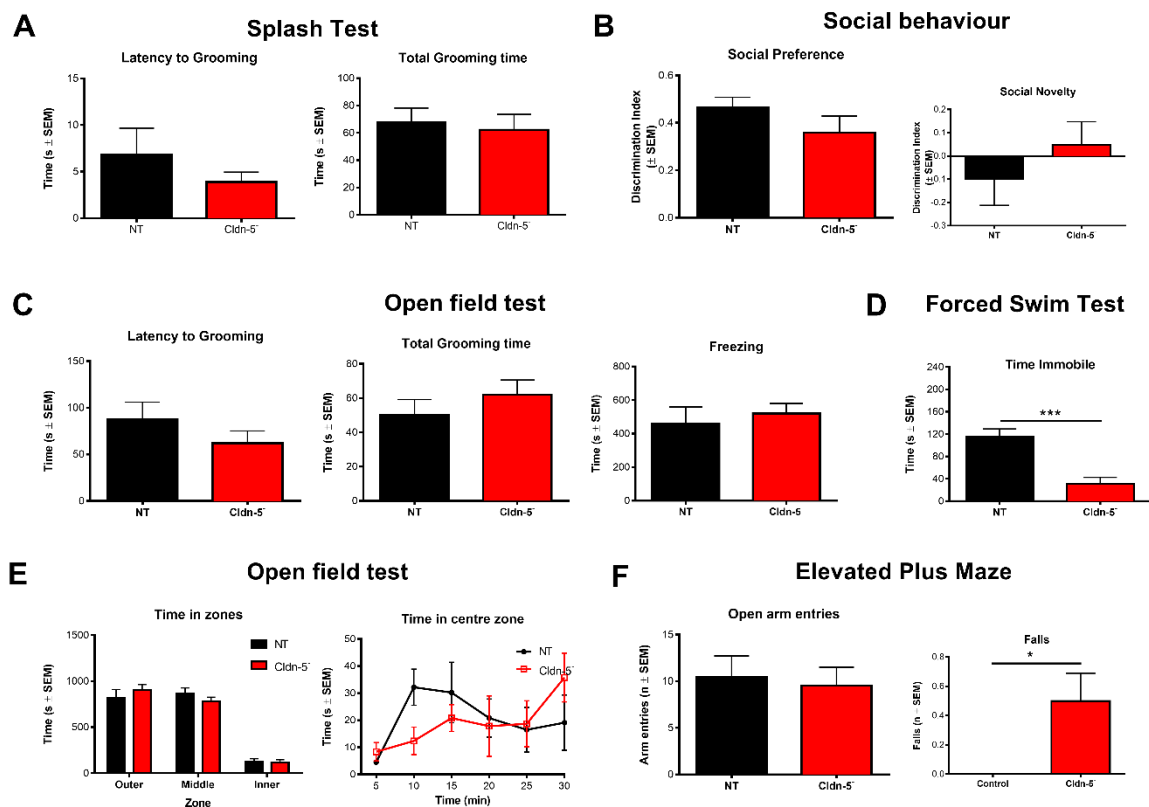 A
Splash Test
Latency to Grooming
Time (s ± SEM)
15
10
5
0
NT
Cldn-5⁻
Total Grooming time
Time (s ± SEM)
100
80
60
40
20
0
NT
Cldn-5⁻
B
Social behaviour
Social Preference
Discrimination Index
(± SEM)
0.6
0.4
0.2
0.0
NT
Cldn-5⁻
Social Novelty
Discrimination Index
(± SEM)
0.2
0.1
0.0
-0.1
-0.2
-0.3
NT
Cldn-5⁻
C
Open field test
Latency to Grooming
Time (s ± SEM)
150
100
50
0
NT
Cldn-5⁻
Total Grooming time
Time (s ± SEM)
80
60
40
20
0
NT
Cldn-5⁻
Freezing
Time (s ± SEM)
800
600
400
200
0
NT
Cldn-5⁻
D
Forced Swim Test
Time Immobile
Time (s ± SEM)
240
200
160
120
80
40
0
***
NT
Cldn-5⁻
E
Open field test
Time in zones
Time (s ± SEM)
1500
1000
500
0
NT
Cldn-5⁻
Outer Middle Inner
Zone
Time in centre zone
Time (s ± SEM)
50
40
30
20
10
0
NT
Cldn-5⁻
5 10 15 20 25 30
Time (min)
F
Elevated Plus Maze
Open arm entries
Arm entries (n ± SEM)
15
10
5
0
NT
Cldn-5⁻
Falls
Falls (n ± SEM)
0.8
0.6
0.4
0.2
0.0
*
Control
Cldn-5⁻